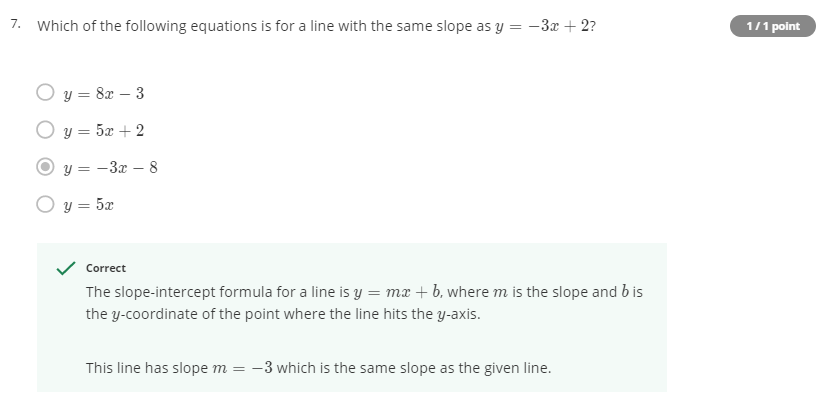 7. Which of the following equations is for a line with the same slope as y = −3x + 2?
1 / 1 point
y = 8x − 3
y = 5x + 2
y = −3x − 8
y = 5x
Correct
The slope-intercept formula for a line is y = mx + b, where m is the slope and b is
the y-coordinate of the point where the line hits the y-axis.
This line has slope m = −3 which is the same slope as the given line.